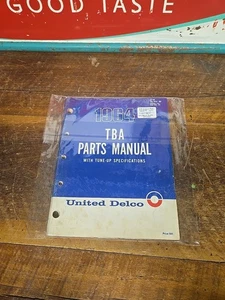 GOOD TASTE
1964
TBA
PARTS MANUAL
WITH TUNE-UP SPECIFICATIONS
United Delco